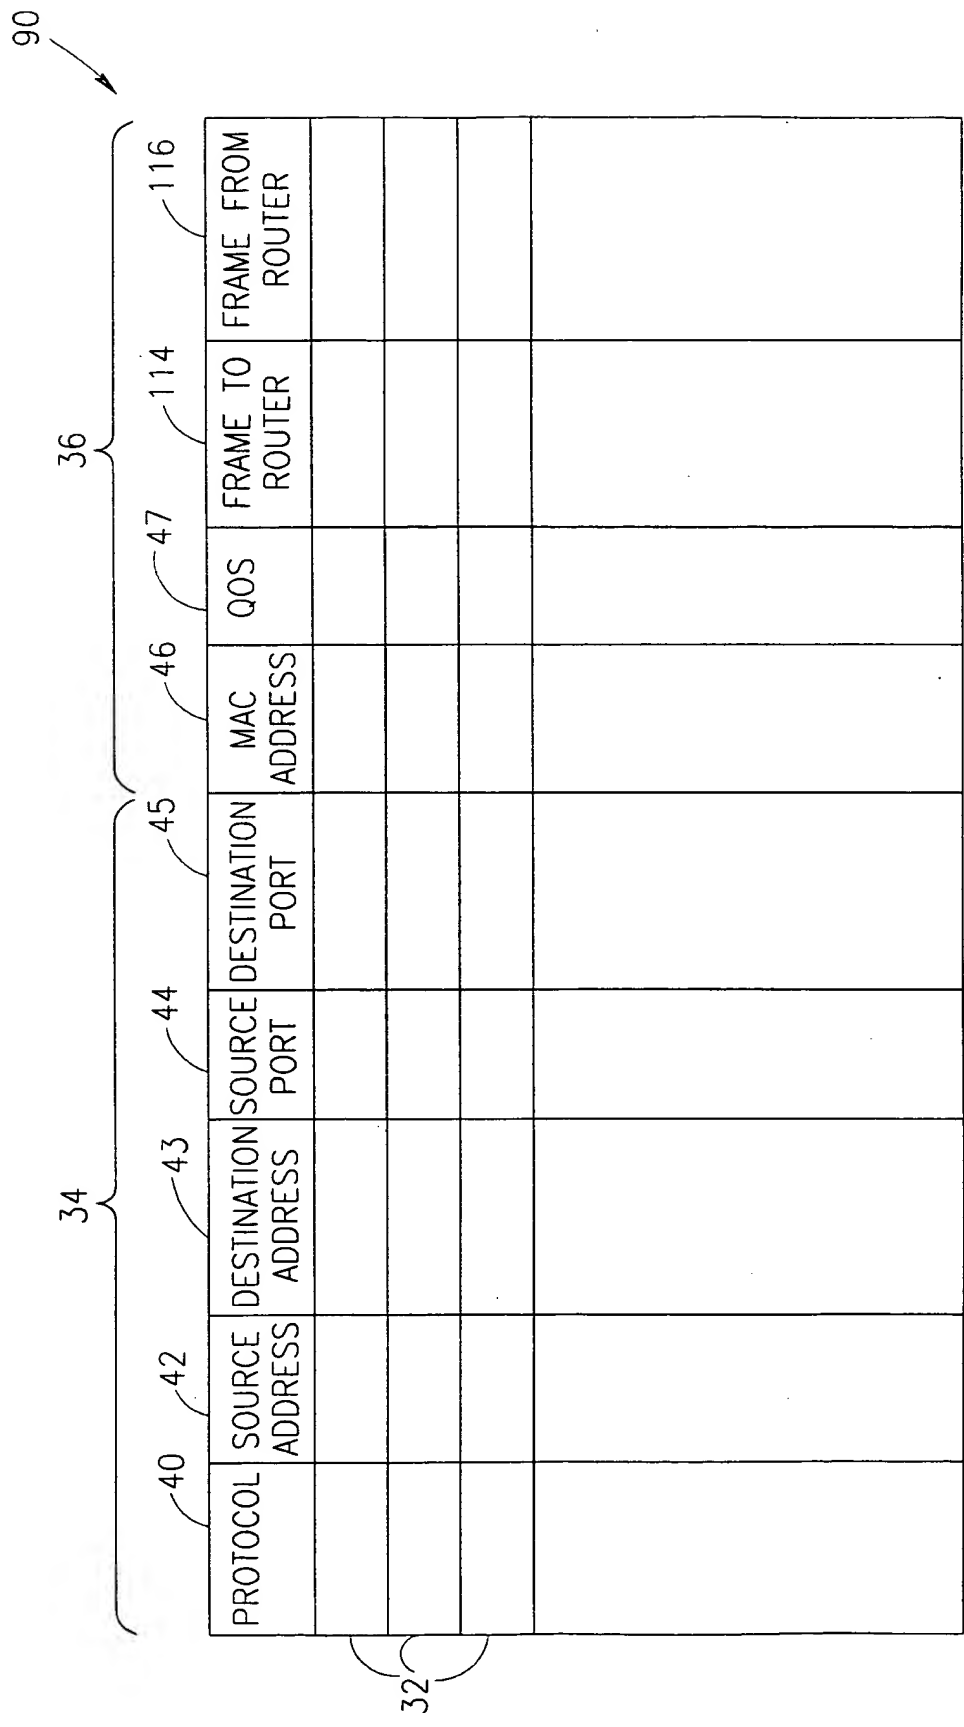 90
34
36
40
42
43
44
45
46
47
114
116
PROTOCOL
SOURCE
ADDRESS
DESTINATION
ADDRESS
SOURCE
PORT
DESTINATION
PORT
MAC
ADDRESS
QOS
FRAME TO
ROUTER
FRAME FROM
ROUTER
32